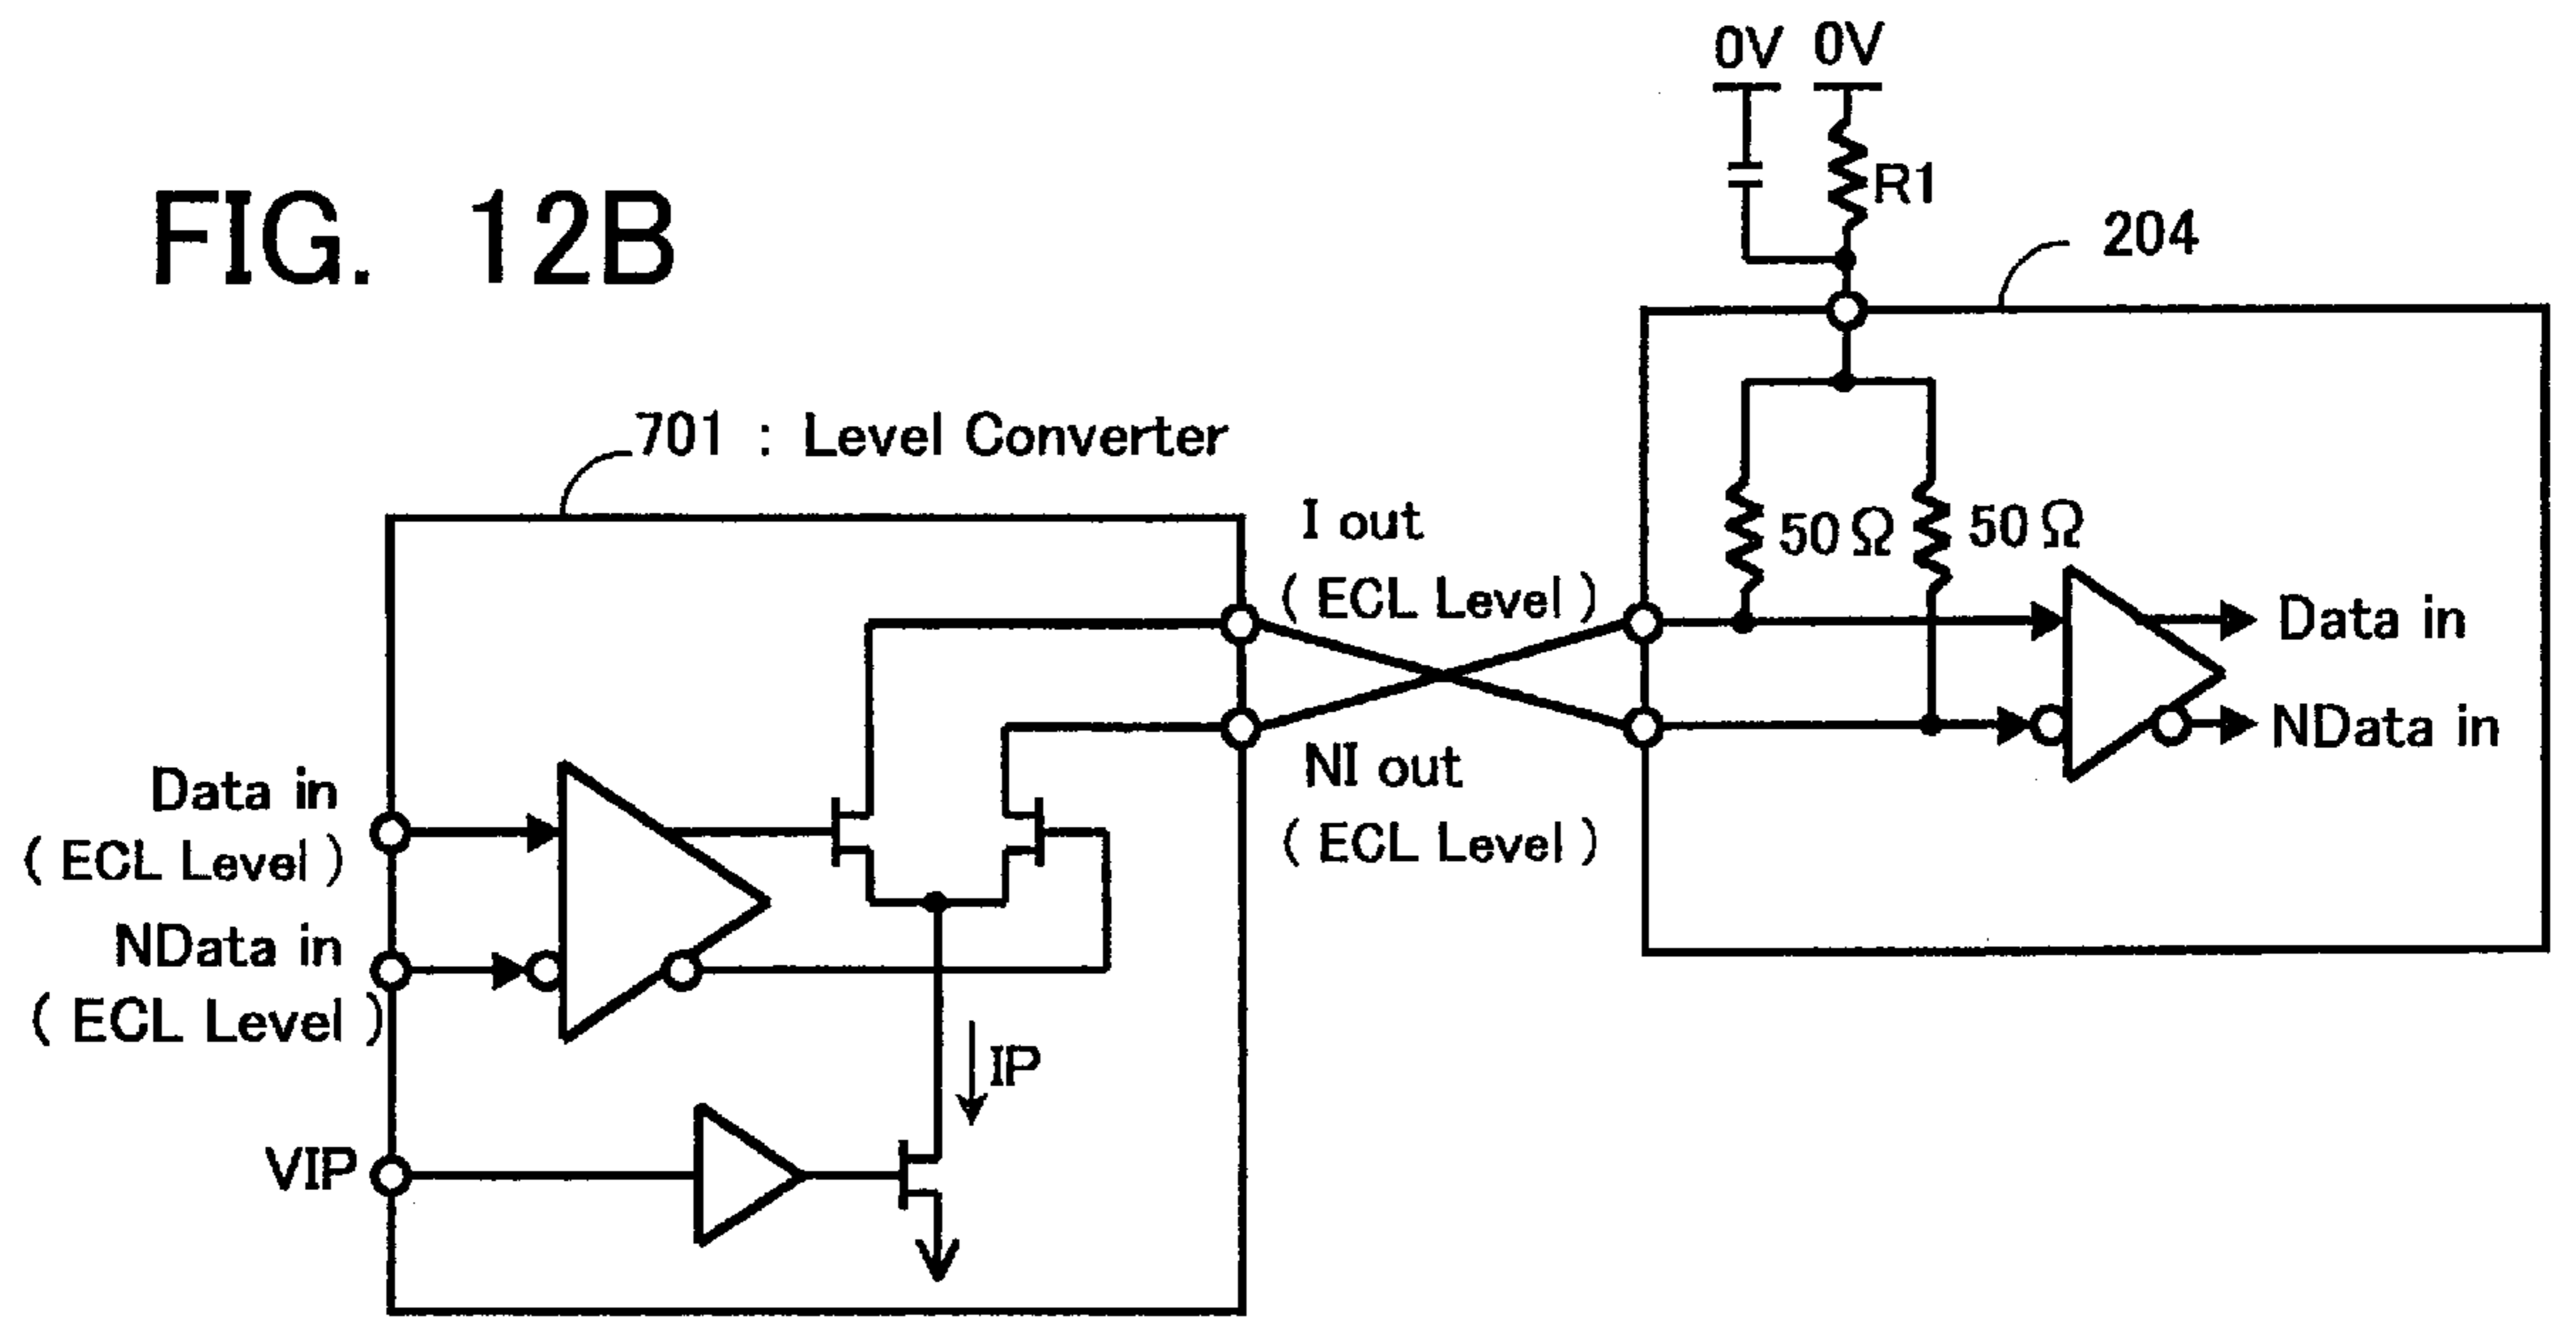 0V 0V
R1
FIG. 12B
204
701 : Level Converter
I out
( ECL Level )
50 Ω 50 Ω
Data in
NData in
NI out
( ECL Level )
Data in
( ECL Level )
NData in
( ECL Level )
IP
VIP